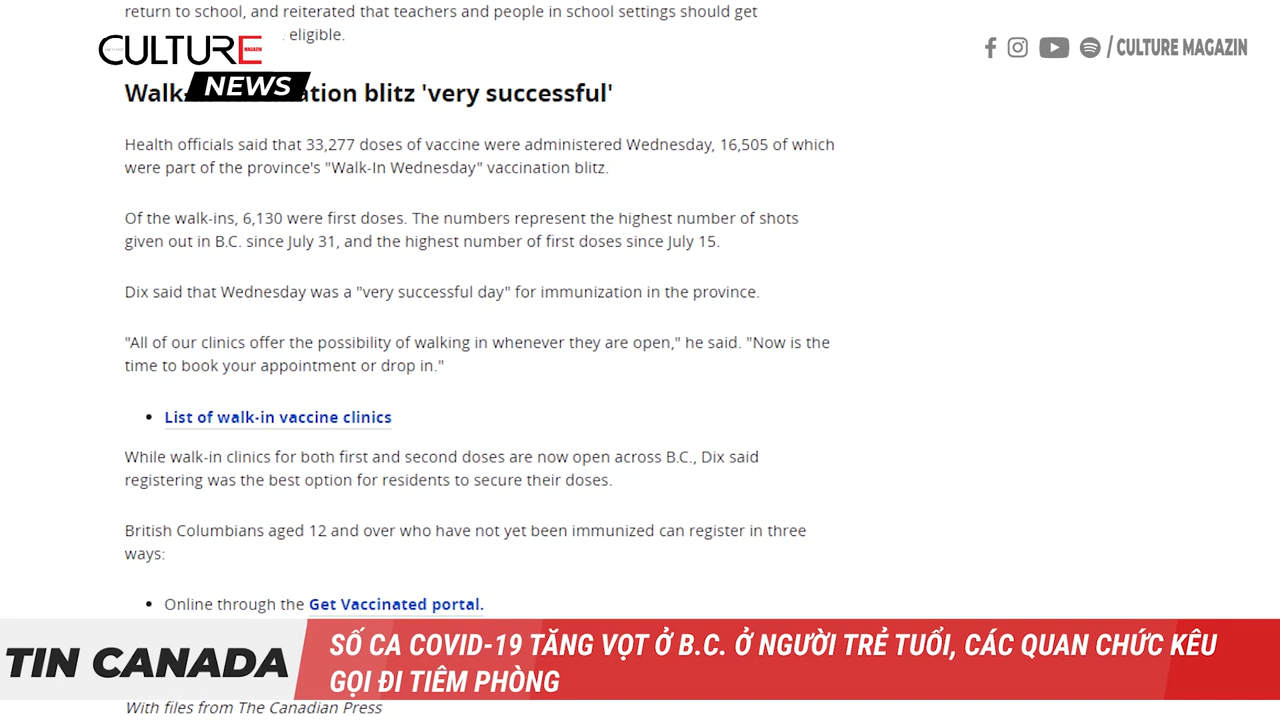 return to school, and reiterated that teachers and people in school settings should get
eligible.
CULTURE
MAGAZIN
NEWS
/ CULTURE MAGAZIN
Walk- ation blitz 'very successful'
Health officials said that 33,277 doses of vaccine were administered Wednesday, 16,505 of which
were part of the province's "Walk-In Wednesday" vaccination blitz.
Of the walk-ins, 6,130 were first doses. The numbers represent the highest number of shots
given out in B.C. since July 31, and the highest number of first doses since July 15.
Dix said that Wednesday was a "very successful day" for immunization in the province.
"All of our clinics offer the possibility of walking in whenever they are open," he said. "Now is the
time to book your appointment or drop in."
• List of walk-in vaccine clinics
While walk-in clinics for both first and second doses are now open across B.C., Dix said
registering was the best option for residents to secure their doses.
British Columbians aged 12 and over who have not yet been immunized can register in three
ways:
• Online through the Get Vaccinated portal.
TIN CANADA
SỐ CA COVID-19 TĂNG VỌT Ở B.C. Ở NGƯỜI TRẺ TUỔI, CÁC QUAN CHỨC KÊU
GỌI ĐI TIÊM PHÒNG
With files from The Canadian Press